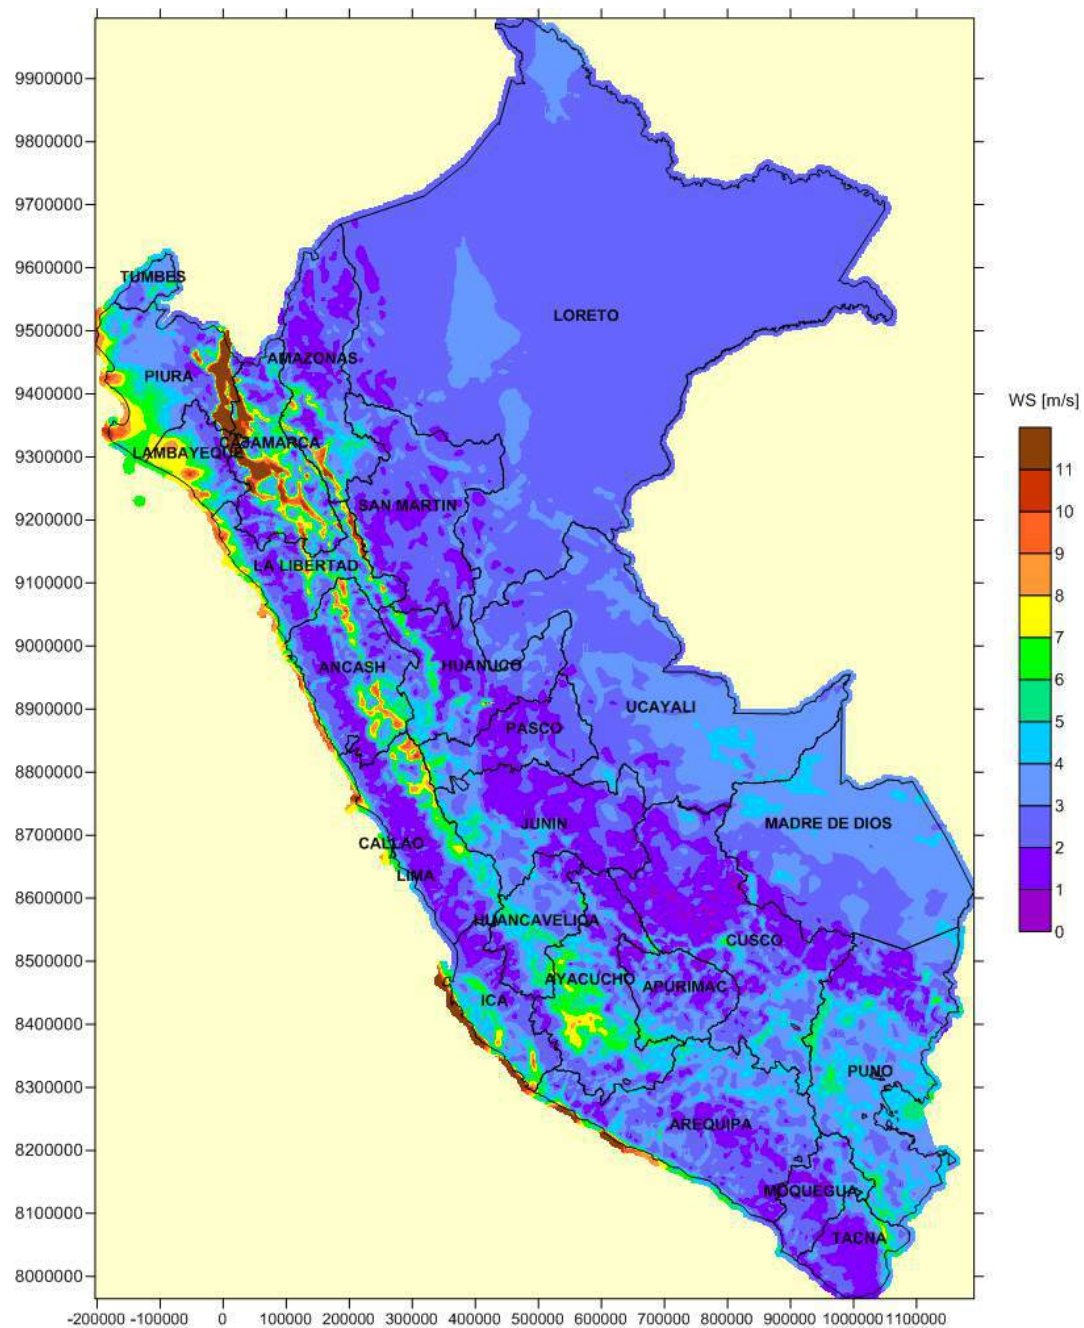 9900000
9800000
9700000
9600000
TUMBES
LORETO
9500000
AMAZONAS
PIURA
9400000
WS [m/s]
CAJAMARCA
LAMBAYEQUE
9300000
11
SAN MARTIN
10
9200000
9
LA LIBERTAD
9100000
8
7
9000000
ANCASH
HUANUCO
6
UCAYALI
8900000
PASCO
5
4
8800000
JUNIN
MADRE DE DIOS
3
8700000
CALLAO
2
LIMA
8600000
1
HUANCAVELICA
0
CUSCO
8500000
AYACUCHO
APURIMAC
ICA
8400000
8300000
PUNO
AREQUIPA
8200000
MOQUEGUA
8100000
TACNA
8000000
-200000 -100000 0 100000 200000 300000 400000 500000 600000 700000 800000 900000 1000000 1100000